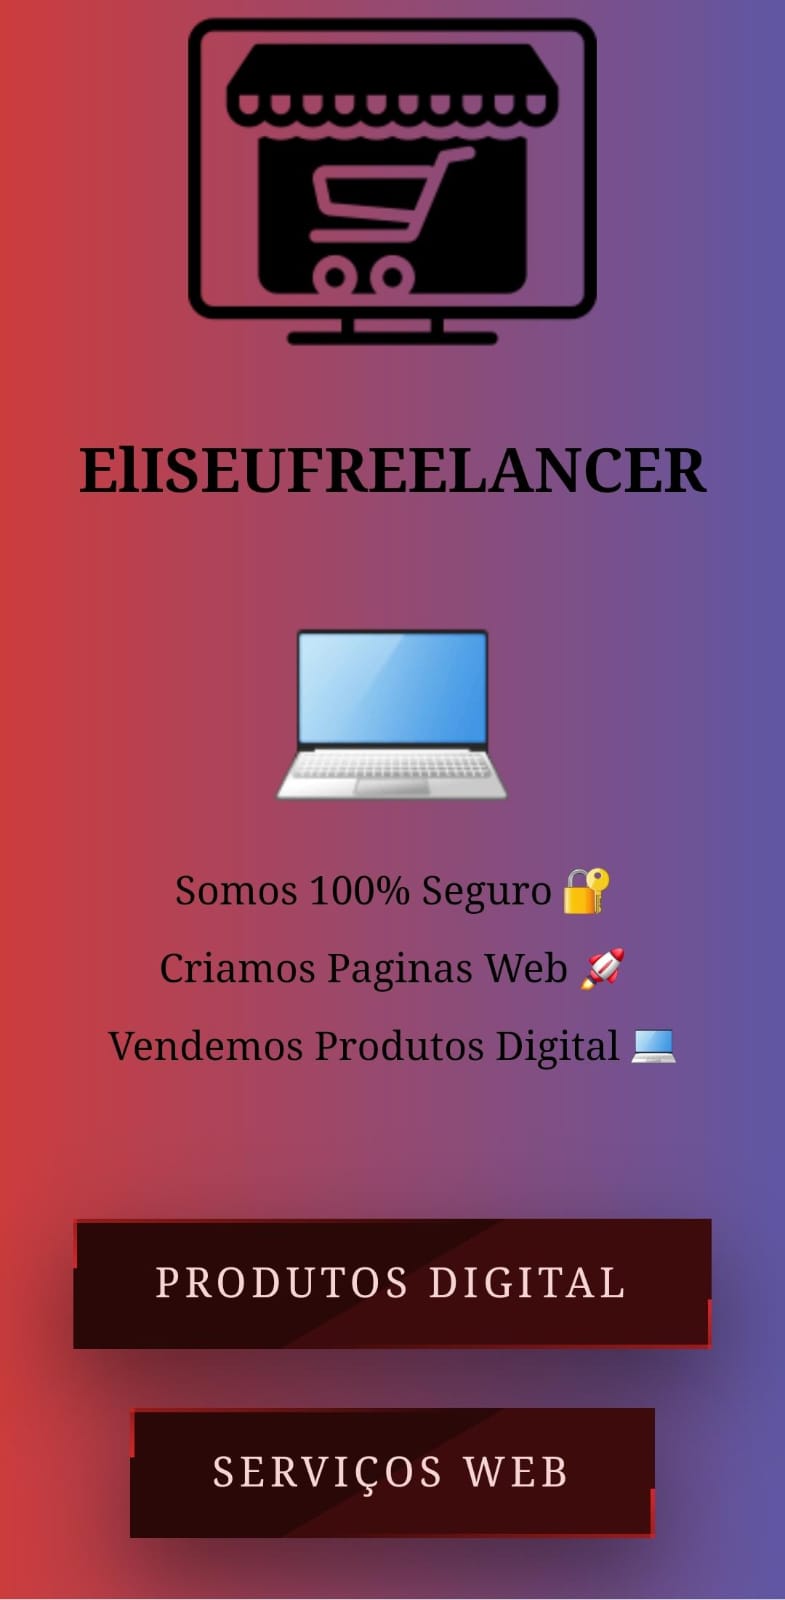 ElISEUFREELANCER
Somos 100% Seguro 🔐
Criamos Paginas Web 🚀
Vendemos Produtos Digital 💻
PRODUTOS DIGITAL
SERVIÇOS WEB